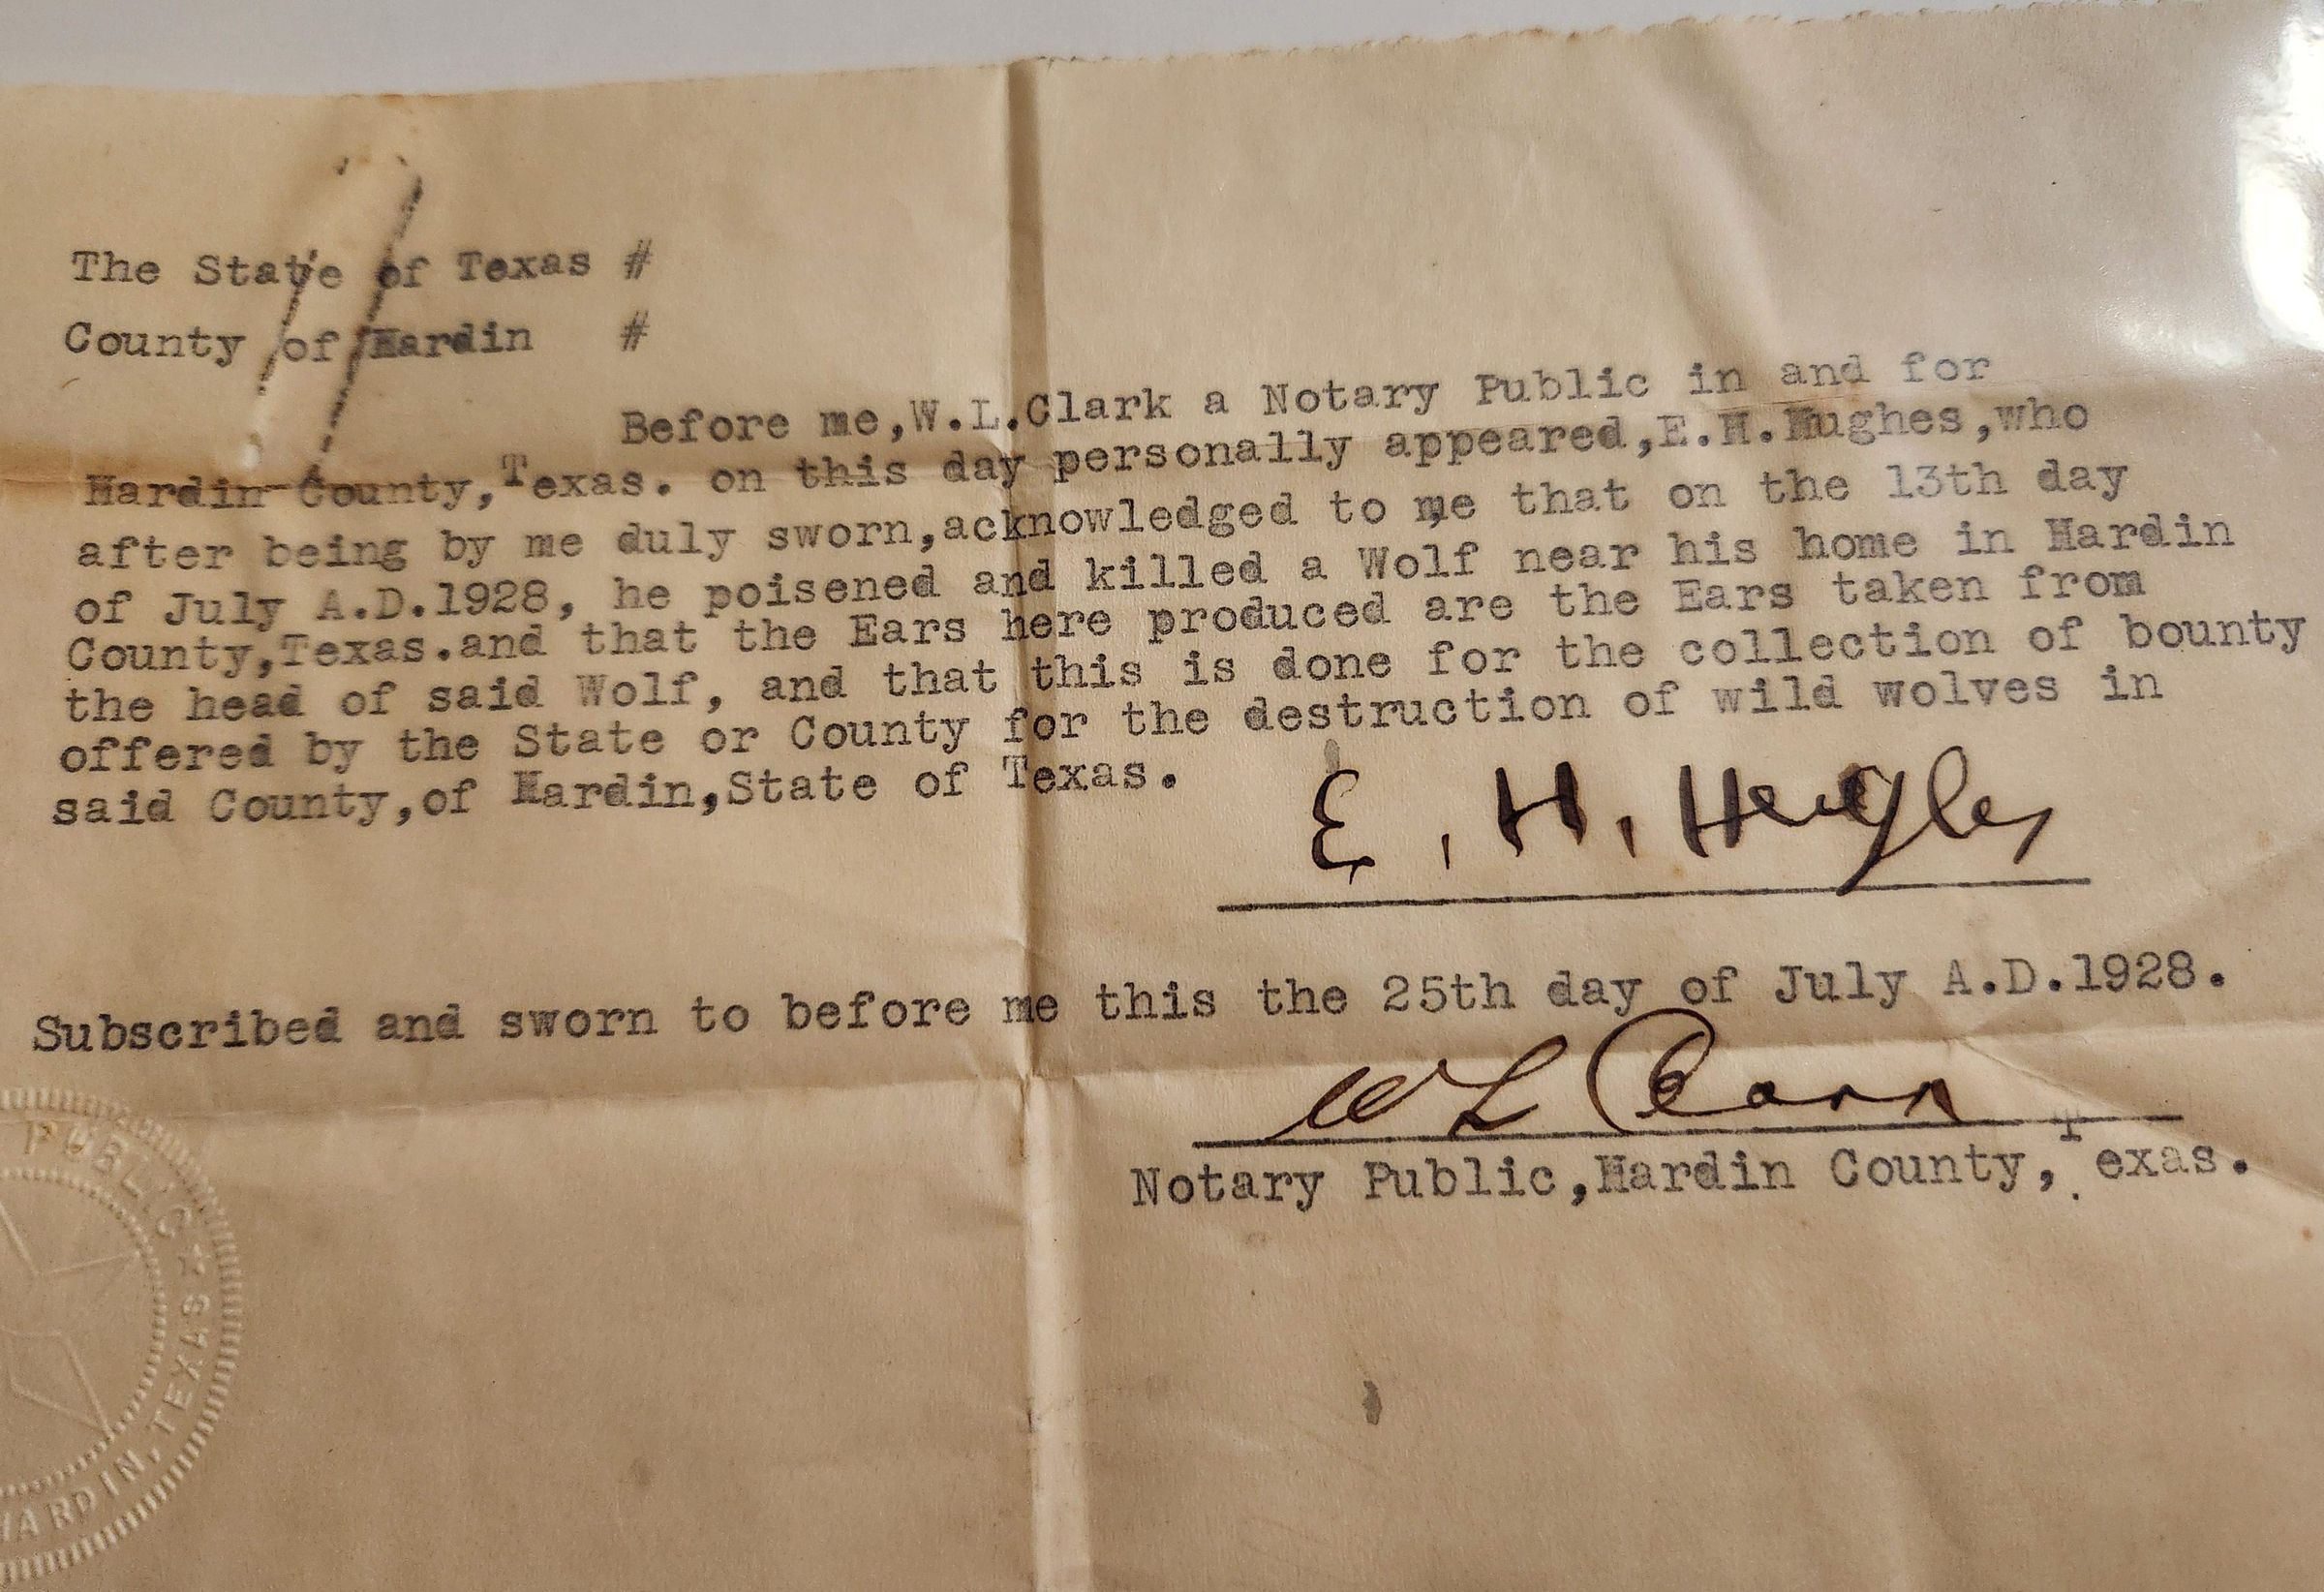 The State of Texas #
County of Hardin #
Before me,W.L.Clark a Notary Public in and for
Hardin County,Texas. on this day personally appeared,E.H.Hughes,who
after being by me duly sworn,acknowledged to me that on the 13th day
of July A.D.1928, he poisened and killed a Wolf near his home in Hardin
County,Texas.and that the Ears here produced are the Ears taken from
the head of said Wolf, and that this is done for the collection of bounty
offered by the State or County for the destruction of wild wolves in
said County,of Hardin,State of Texas.
E. H. Hughes
Subscribed and sworn to before me this the 25th day of July A.D.1928.
W L Clark
Notary Public,Hardin County,Texas.
PUBLIC ★ HARDIN, TEXAS